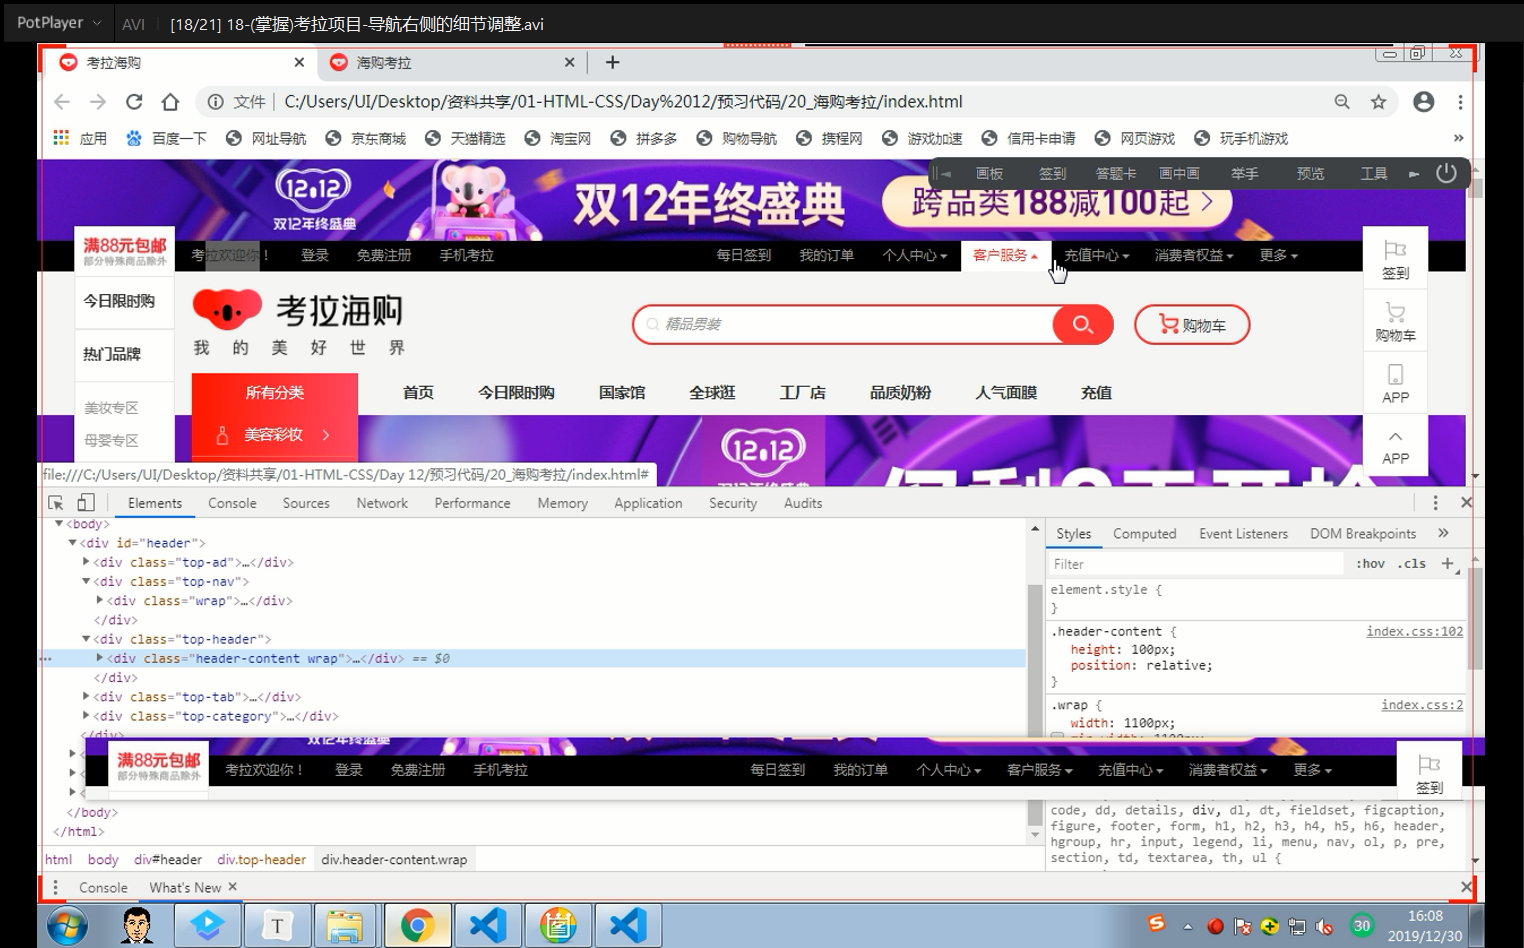 PotPlayer AVI [18/21] 18-(掌握)考拉项目-导航右侧的细节调整.avi
考拉海购 海购考拉
文件 C:/Users/UI/Desktop/资料共享/01-HTML-CSS/Day%2012/预习代码/20_海购考拉/index.html
应用 百度一下 网址导航 京东商城 天猫精选 淘宝网 拼多多 购物导航 携程网 游戏加速 信用卡申请 网页游戏 玩手机游戏 »
画板 签到 答题卡 画中画 举手 预览 工具
12.12
双12年终盛典
双12年终盛典 跨品类188减100起
满88元包邮
部分特殊商品除外
考拉欢迎你！ 登录 免费注册 手机考拉 每日签到 我的订单 个人中心 客户服务 充值中心 消费者权益 更多
签到
今日限时购
考拉海购
我的美好世界
精品男装
购物车
购物车
热门品牌
所有分类 首页 今日限时购 国家馆 全球逛 工厂店 品质奶粉 人气面膜 充值
APP
美妆专区
美容彩妆
母婴专区
12.12
APP
file:///C:/Users/UI/Desktop/资料共享/01-HTML-CSS/Day 12/预习代码/20_海购考拉/index.html#
Elements Console Sources Network Performance Memory Application Security Audits
<body>
<div id="header">
<div class="top-ad">…</div>
<div class="top-nav">
<div class="wrap">…</div>
</div>
<div class="top-header">
<div class="header-content wrap">…</div> == $0
</div>
<div class="top-tab">…</div>
<div class="top-category">…</div>
</div>
Styles Computed Event Listeners DOM Breakpoints »
Filter :hov .cls +
element.style {
}
.header-content { index.css:102
height: 100px;
position: relative;
}
.wrap { index.css:2
width: 1100px;
满88元包邮
部分特殊商品除外
考拉欢迎你！ 登录 免费注册 手机考拉 每日签到 我的订单 个人中心 客户服务 充值中心 消费者权益 更多
签到
</body>
</html>
code, dd, details, div, dl, dt, fieldset, figcaption,
figure, footer, form, h1, h2, h3, h4, h5, h6, header,
hgroup, hr, input, legend, li, menu, nav, ol, p, pre,
section, td, textarea, th, ul {
html body div#header div.top-header div.header-content.wrap
Console What's New
T
30
16:08
2019/12/30